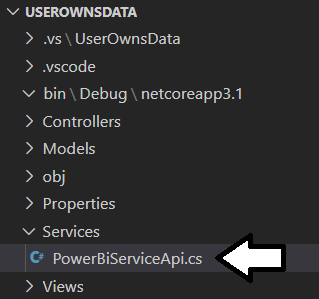 USEROWNSDATA
.vs \ UserOwnsData
.vscode
bin \ Debug \ netcoreapp3.1
Controllers
Models
obj
Properties
Services
C# PowerBiServiceApi.cs
Views